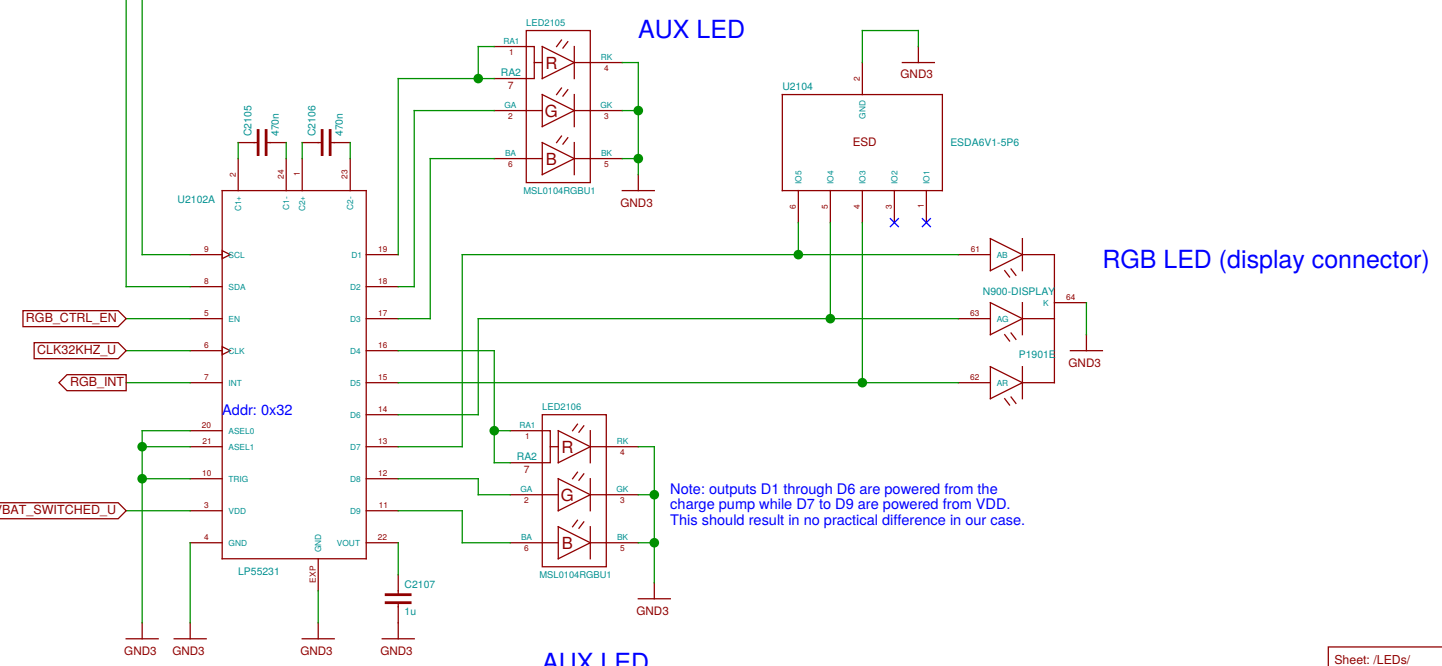 LED2105
AUX LED
RA1
1
RA2
7
GA
2
BA
6
R
G
B
RK
4
GK
3
BK
5
MSL0104RGBU1
GND3
GND3
U2104
2
GND
ESD
ESDA6V1-5P6
IO5
IO4
IO3
IO2
IO1
6
5
4
3
1
C2105
470n
C2106
470n
2
24
1
23
U2102A
C1+
C1-
C2+
C2-
9
SCL
8
SDA
RGB_CTRL_EN
5
EN
CLK32KHZ_U
6
CLK
RGB_INT
7
INT
Addr: 0x32
20
ASEL0
21
ASEL1
10
TRIG
VBAT_SWITCHED_U
3
VDD
4
GND
GND
EXP
LP55231
D1
19
D2
18
D3
17
D4
16
D5
15
D6
14
D7
13
D8
12
D9
11
VOUT
22
C2107
1u
GND3
GND3
GND3
GND3
61
AB
RGB LED (display connector)
N900-DISPLAY
K
64
63
AG
P1901E
62
AR
GND3
LED2106
RA1
1
RA2
7
GA
2
BA
6
R
G
B
RK
4
GK
3
BK
5
MSL0104RGBU1
GND3
Note: outputs D1 through D6 are powered from the
charge pump while D7 to D9 are powered from VDD.
This should result in no practical difference in our case.
AUX LED
Sheet: /LEDs/